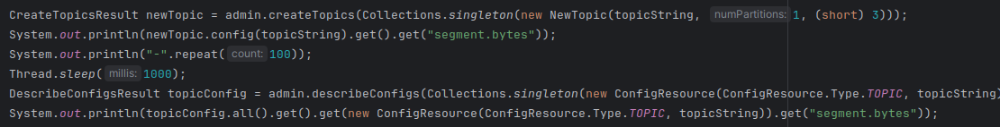 CreateTopicsResult newTopic = admin.createTopics(Collections.singleton(new NewTopic(topicString, numPartitions: 1, (short) 3)));
System.out.println(newTopic.config(topicString).get().get("segment.bytes"));
System.out.println("-".repeat( count: 100));
Thread.sleep( millis: 1000);
DescribeConfigsResult topicConfig = admin.describeConfigs(Collections.singleton(new ConfigResource(ConfigResource.Type.TOPIC, topicString)
System.out.println(topicConfig.all().get().get(new ConfigResource(ConfigResource.Type.TOPIC, topicString)).get("segment.bytes"));